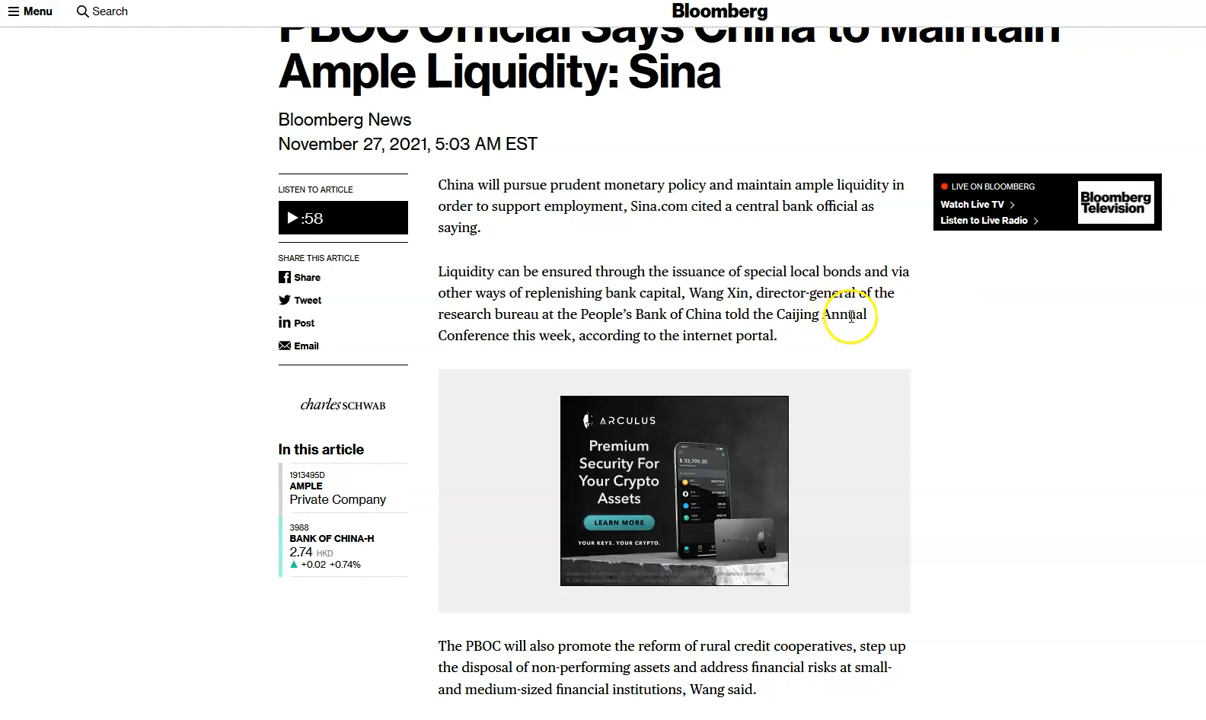 Menu
Search
Bloomberg
PBOC Official Says China to Maintain
Ample Liquidity: Sina
Bloomberg News
November 27, 2021, 5:03 AM EST
LISTEN TO ARTICLE
:58
SHARE THIS ARTICLE
Share
Tweet
Post
Email
charles SCHWAB
In this article
1913495D
AMPLE
Private Company
3988
BANK OF CHINA-H
2.74 HKD
▲ +0.02 +0.74%
China will pursue prudent monetary policy and maintain ample liquidity in
order to support employment, Sina.com cited a central bank official as
saying.
Liquidity can be ensured through the issuance of special local bonds and via
other ways of replenishing bank capital, Wang Xin, director-general of the
research bureau at the People’s Bank of China told the Caijing Annual
Conference this week, according to the internet portal.
ARCULUS
Premium
Security For
Your Crypto
Assets
LEARN MORE
YOUR KEYS. YOUR CRYPTO.
The PBOC will also promote the reform of rural credit cooperatives, step up
the disposal of non-performing assets and address financial risks at small-
and medium-sized financial institutions, Wang said.
LIVE ON BLOOMBERG
Watch Live TV
Listen to Live Radio
Bloomberg
Television